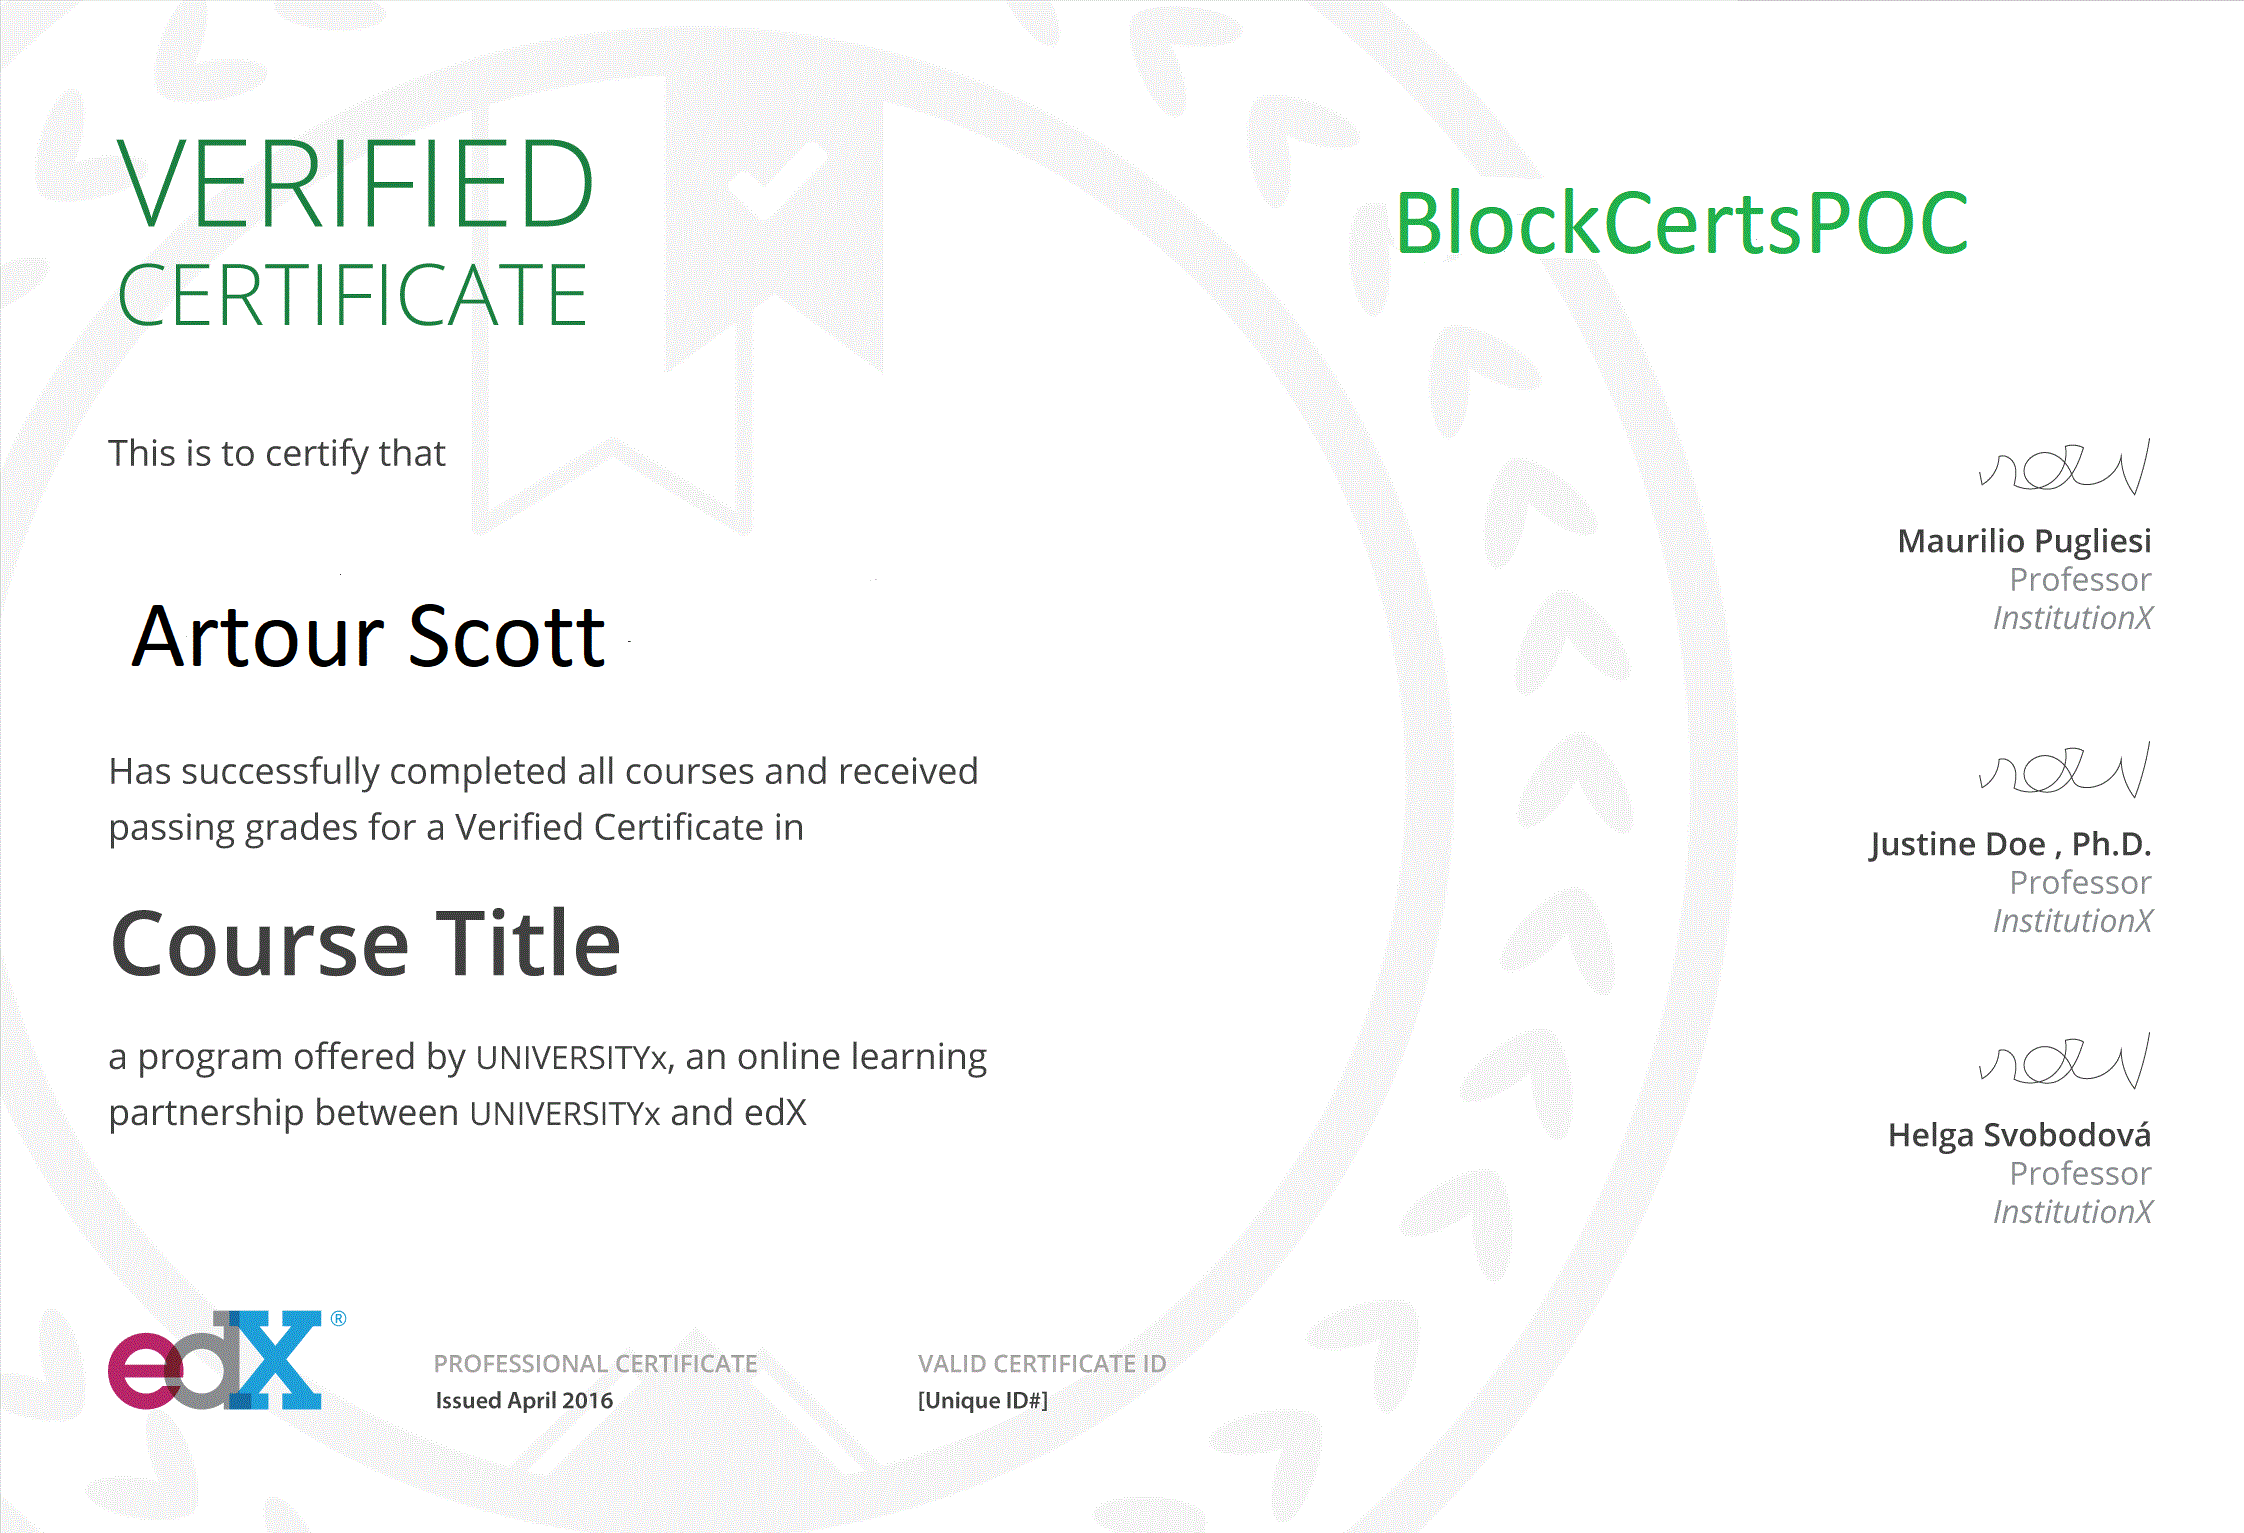 VERIFIED
CERTIFICATE
BlockCertsPOC
This is to certify that
Artour Scott
Has successfully completed all courses and received
passing grades for a Verified Certificate in
Course Title
a program offered by UNIVERSITYx, an online learning
partnership between UNIVERSITYx and edX
Maurilio Pugliesi
Professor
InstitutionX
Justine Doe , Ph.D.
Professor
InstitutionX
Helga Svobodová
Professor
InstitutionX
edX®
PROFESSIONAL CERTIFICATE
Issued April 2016
VALID CERTIFICATE ID
[Unique ID#]